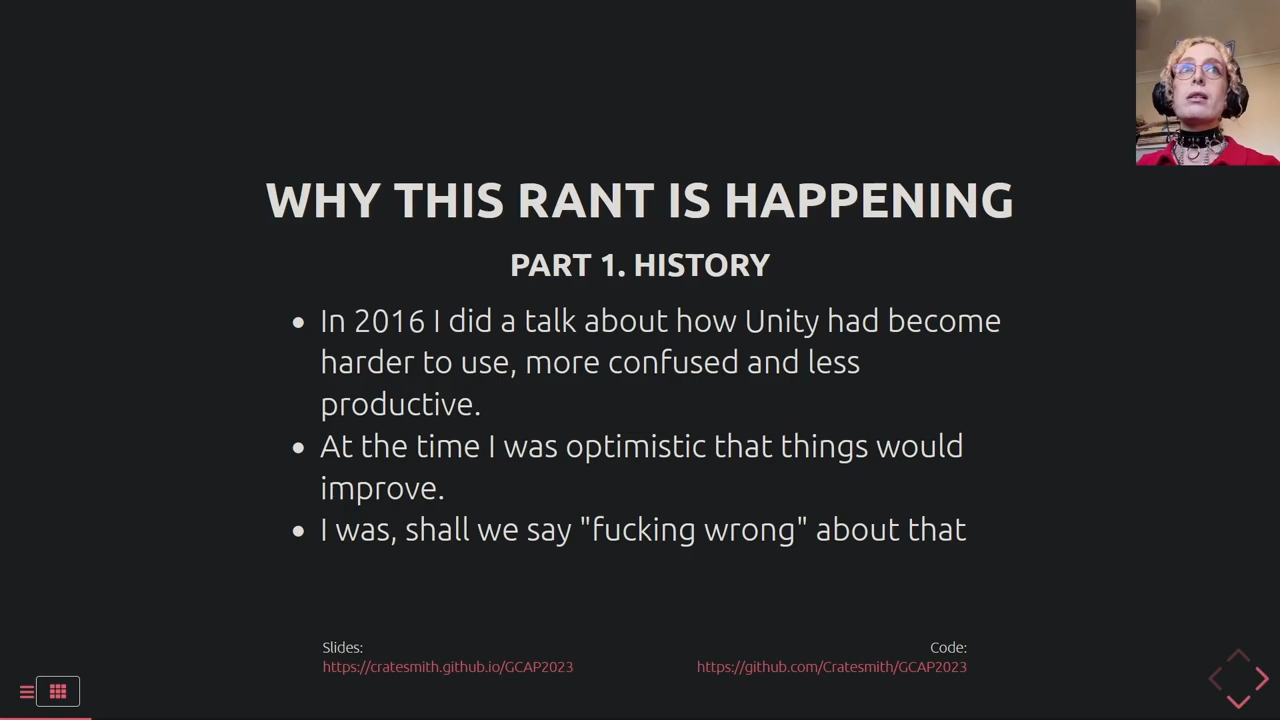 WHY THIS RANT IS HAPPENING
PART 1. HISTORY
• In 2016 I did a talk about how Unity had become
harder to use, more confused and less
productive.
• At the time I was optimistic that things would
improve.
• I was, shall we say "fucking wrong" about that
Slides:
https://cratesmith.github.io/GCAP2023
Code:
https://github.com/Cratesmith/GCAP2023